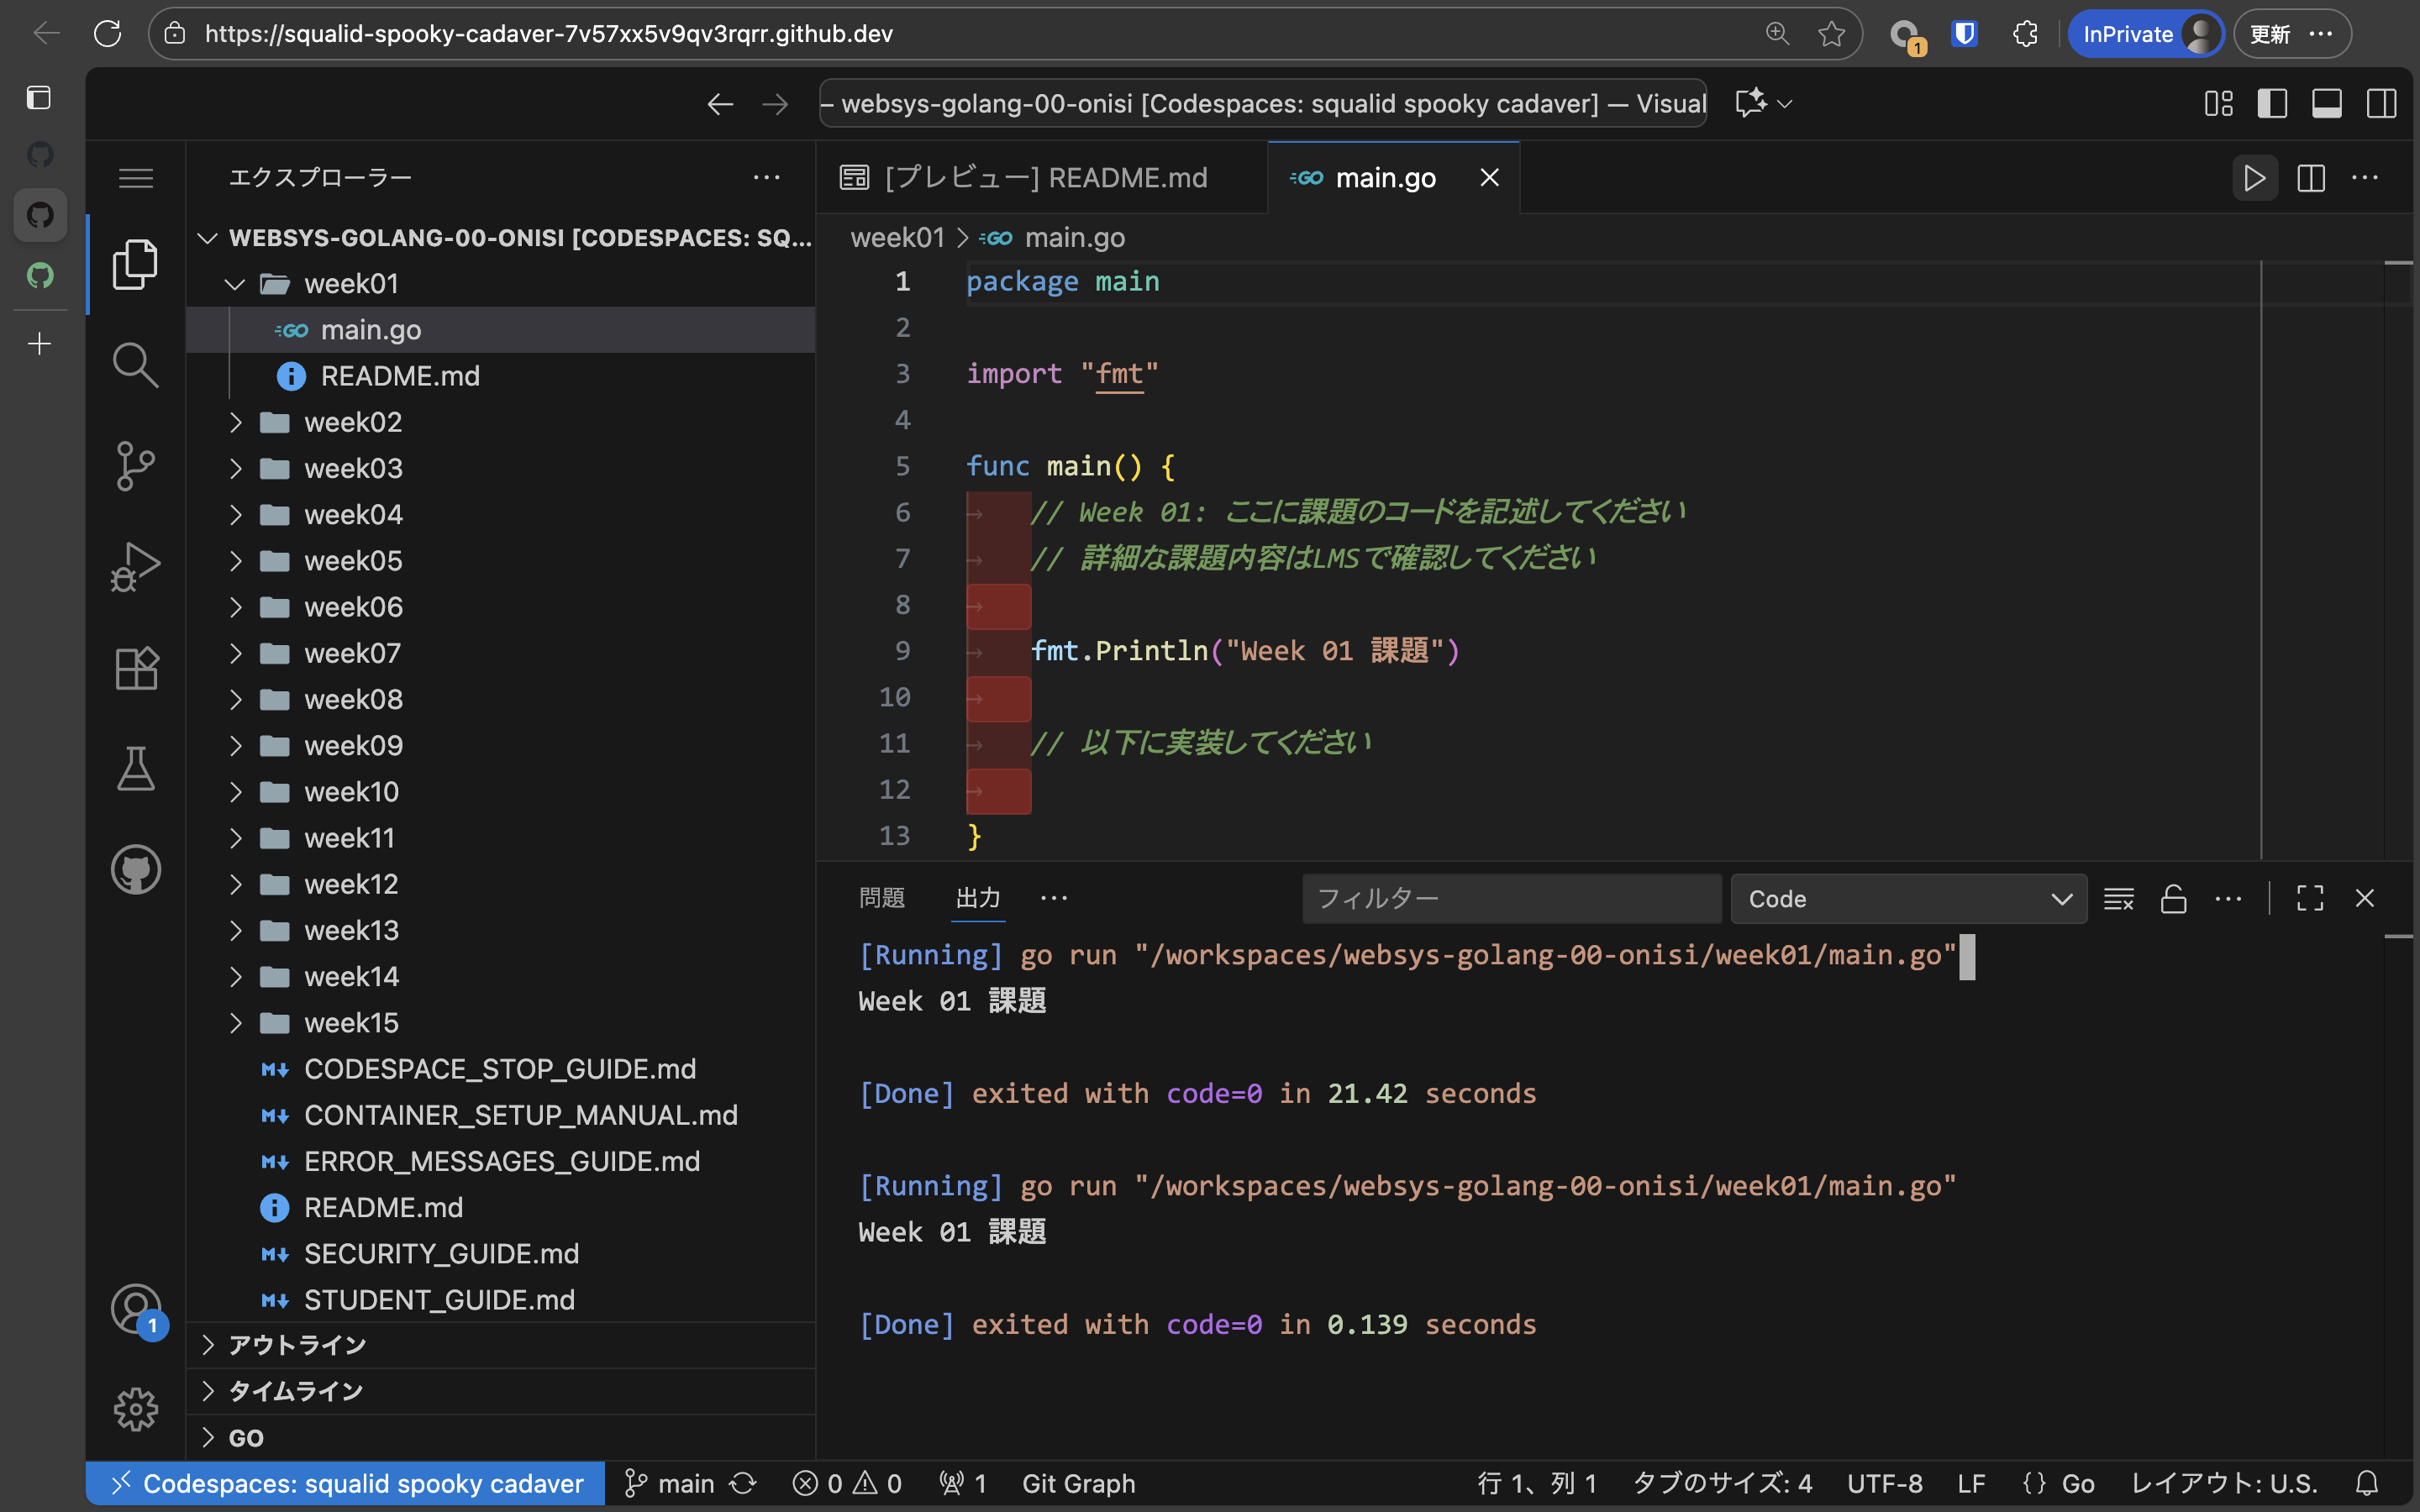 https://squalid-spooky-cadaver-7v57xx5v9qv3rqrr.github.dev
1
InPrivate
更新
– websys-golang-00-onisi [Codespaces: squalid spooky cadaver] — Visual
エクスプローラー
WEBSYS-GOLANG-00-ONISI [CODESPACES: SQ...
week01
main.go
README.md
week02
week03
week04
week05
week06
week07
week08
week09
week10
week11
week12
week13
week14
week15
CODESPACE_STOP_GUIDE.md
CONTAINER_SETUP_MANUAL.md
ERROR_MESSAGES_GUIDE.md
README.md
SECURITY_GUIDE.md
STUDENT_GUIDE.md
アウトライン
タイムライン
GO
1
[プレビュー] README.md
GO main.go
week01 > GO main.go
1 package main
2
3 import "fmt"
4
5 func main() {
6 // Week 01: ここに課題のコードを記述してください
7 // 詳細な課題内容はLMSで確認してください
8
9 fmt.Println("Week 01 課題")
10
11 // 以下に実装してください
12
13 }
問題 出力 フィルター Code
[Running] go run "/workspaces/websys-golang-00-onisi/week01/main.go"
Week 01 課題
[Done] exited with code=0 in 21.42 seconds
[Running] go run "/workspaces/websys-golang-00-onisi/week01/main.go"
Week 01 課題
[Done] exited with code=0 in 0.139 seconds
Codespaces: squalid spooky cadaver main 0 0 1 Git Graph 行 1、列 1 タブのサイズ: 4 UTF-8 LF {} Go レイアウト: U.S.